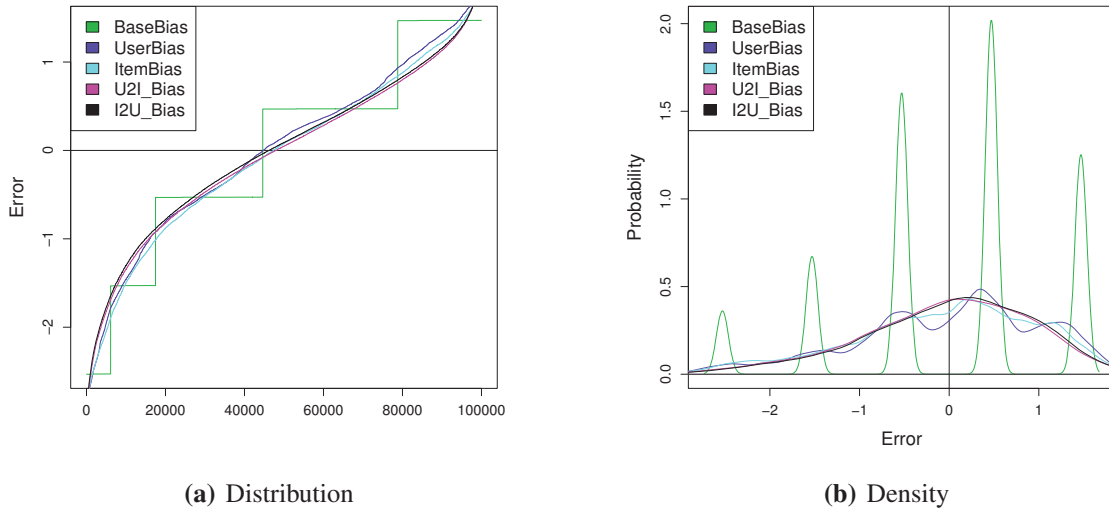 BaseBias
UserBias
ItemBias
U2I_Bias
I2U_Bias
Error
1
0
−1
−2
0
20000
40000
60000
80000
100000
(a) Distribution
BaseBias
UserBias
ItemBias
U2I_Bias
I2U_Bias
Probability
2.0
1.5
1.0
0.5
0.0
−2
−1
0
1
Error
(b) Density